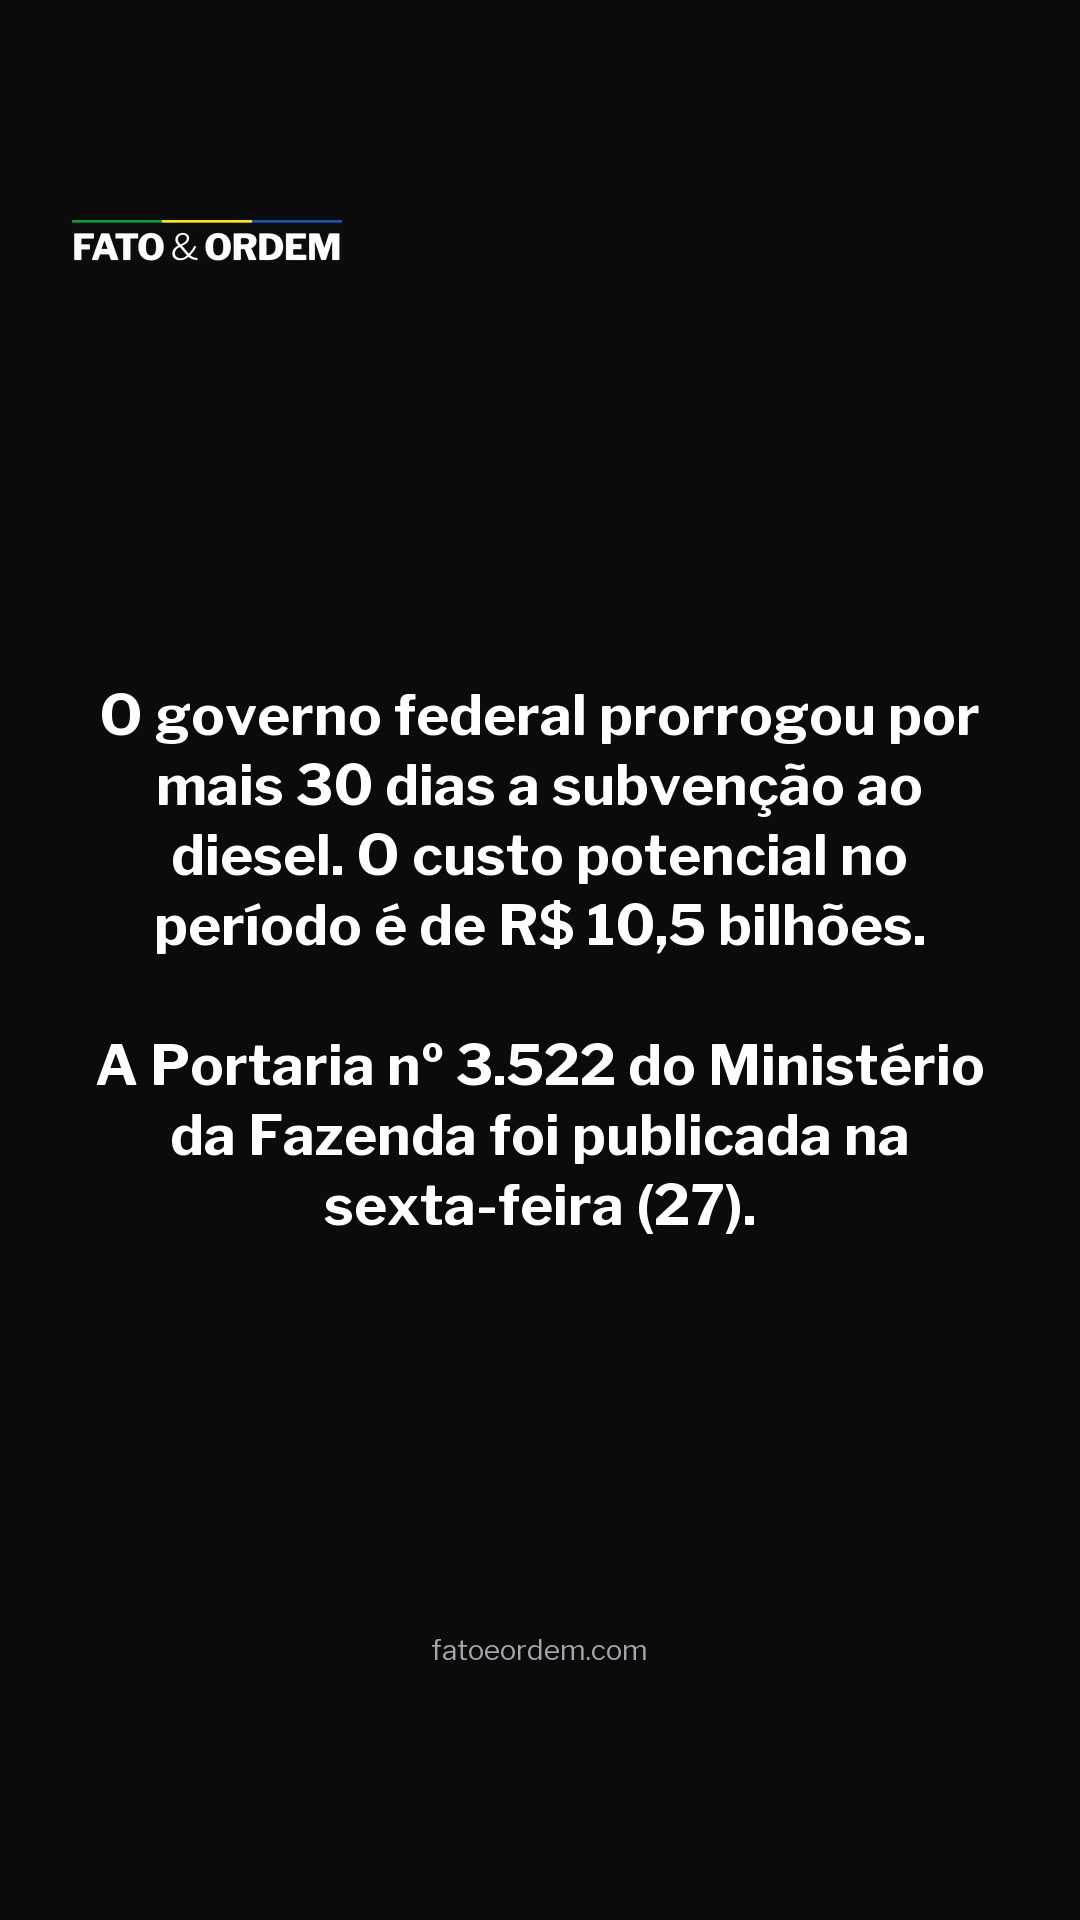 FATO & ORDEM
O governo federal prorrogou por
mais 30 dias a subvenção ao
diesel. O custo potencial no
período é de R$ 10,5 bilhões.
A Portaria nº 3.522 do Ministério
da Fazenda foi publicada na
sexta-feira (27).
fatoeordem.com